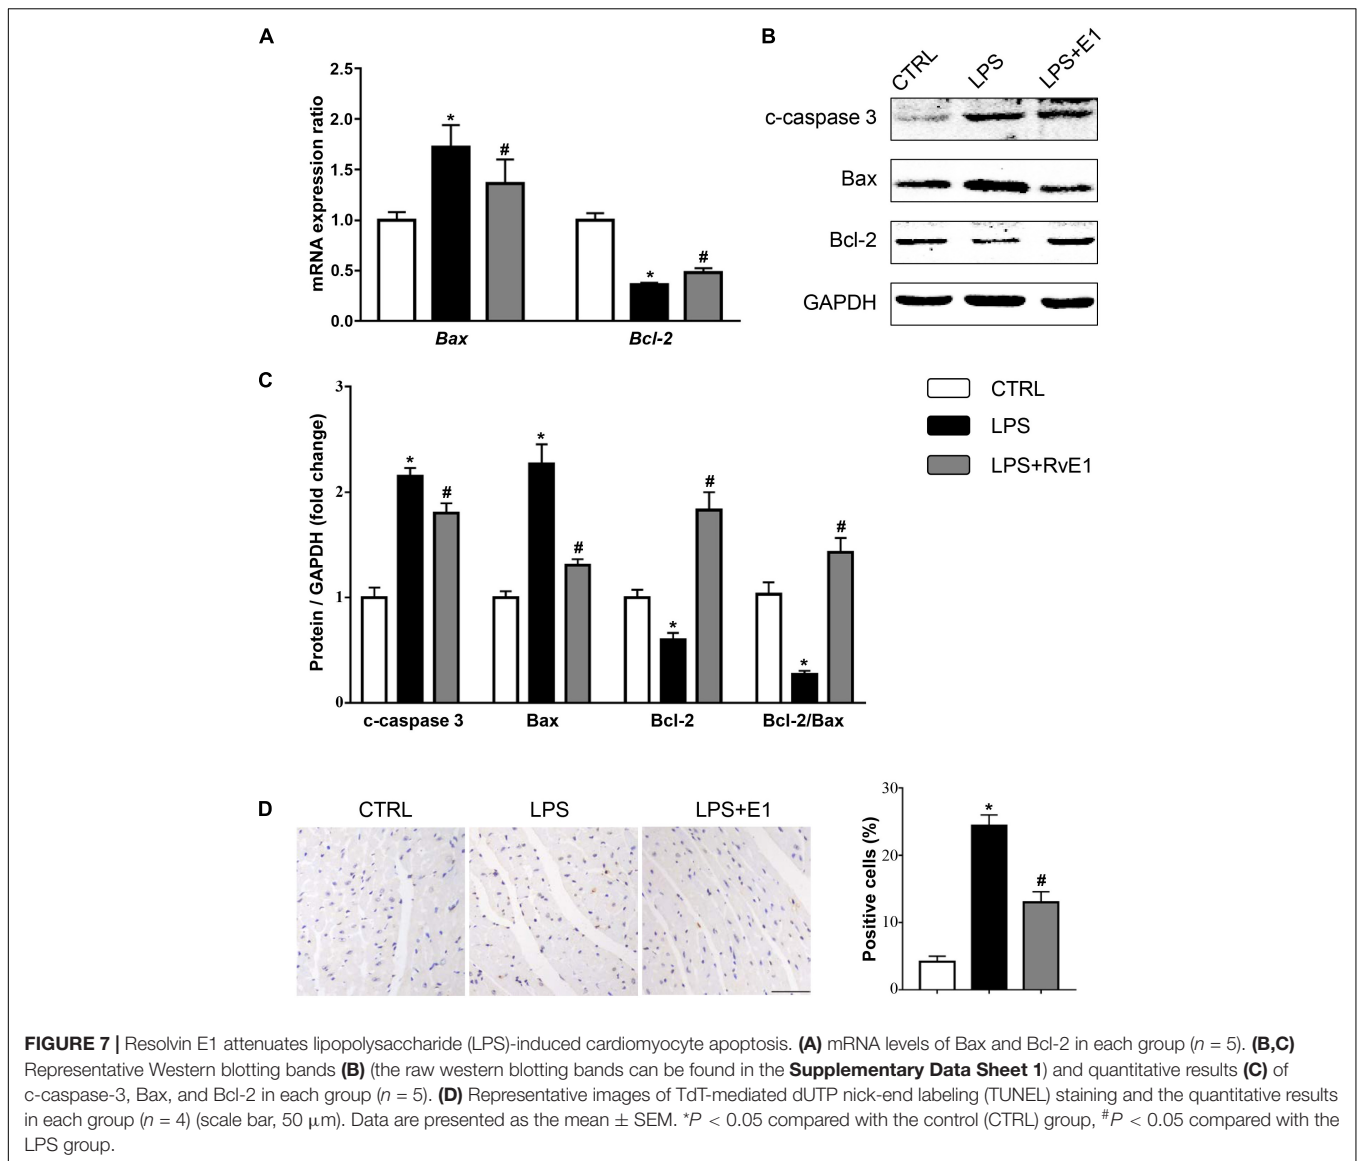 A
mRNA expression ratio
2.5
2.0
1.5
1.0
0.5
0.0
*
#
*
#
Bax
Bcl-2
B
CTRL
LPS
LPS+E1
c-caspase 3
Bax
Bcl-2
GAPDH
C
Protein / GAPDH (fold change)
3
2
1
0
*
#
*
#
*
#
*
#
c-caspase 3
Bax
Bcl-2
Bcl-2/Bax
CTRL
LPS
LPS+RvE1
D
CTRL
LPS
LPS+E1
Positive cells (%)
30
20
10
0
*
#
FIGURE 7 | Resolvin E1 attenuates lipopolysaccharide (LPS)-induced cardiomyocyte apoptosis. (A) mRNA levels of Bax and Bcl-2 in each group (n = 5). (B,C)
Representative Western blotting bands (B) (the raw western blotting bands can be found in the Supplementary Data Sheet 1) and quantitative results (C) of
c-caspase-3, Bax, and Bcl-2 in each group (n = 5). (D) Representative images of TdT-mediated dUTP nick-end labeling (TUNEL) staining and the quantitative results
in each group (n = 4) (scale bar, 50 μm). Data are presented as the mean ± SEM. *P < 0.05 compared with the control (CTRL) group, #P < 0.05 compared with the
LPS group.